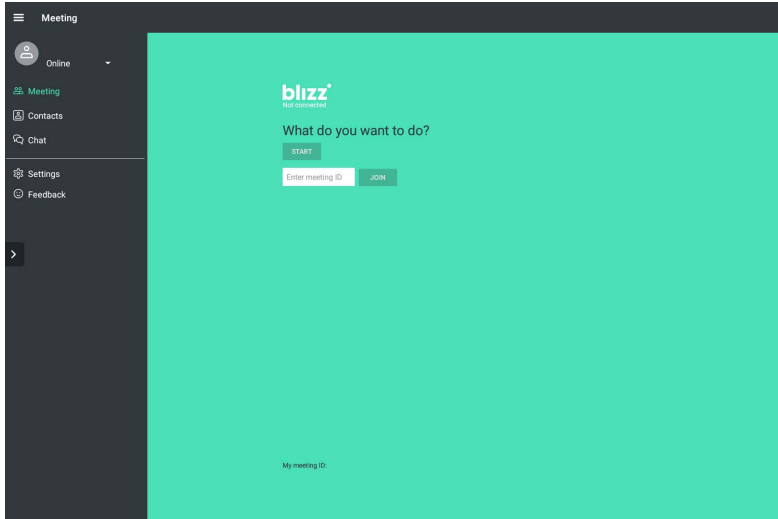 Meeting
Online
Meeting
Contacts
Chat
Settings
Feedback
blizz
Not connected
What do you want to do?
START
Enter meeting ID
JOIN
My meeting ID: